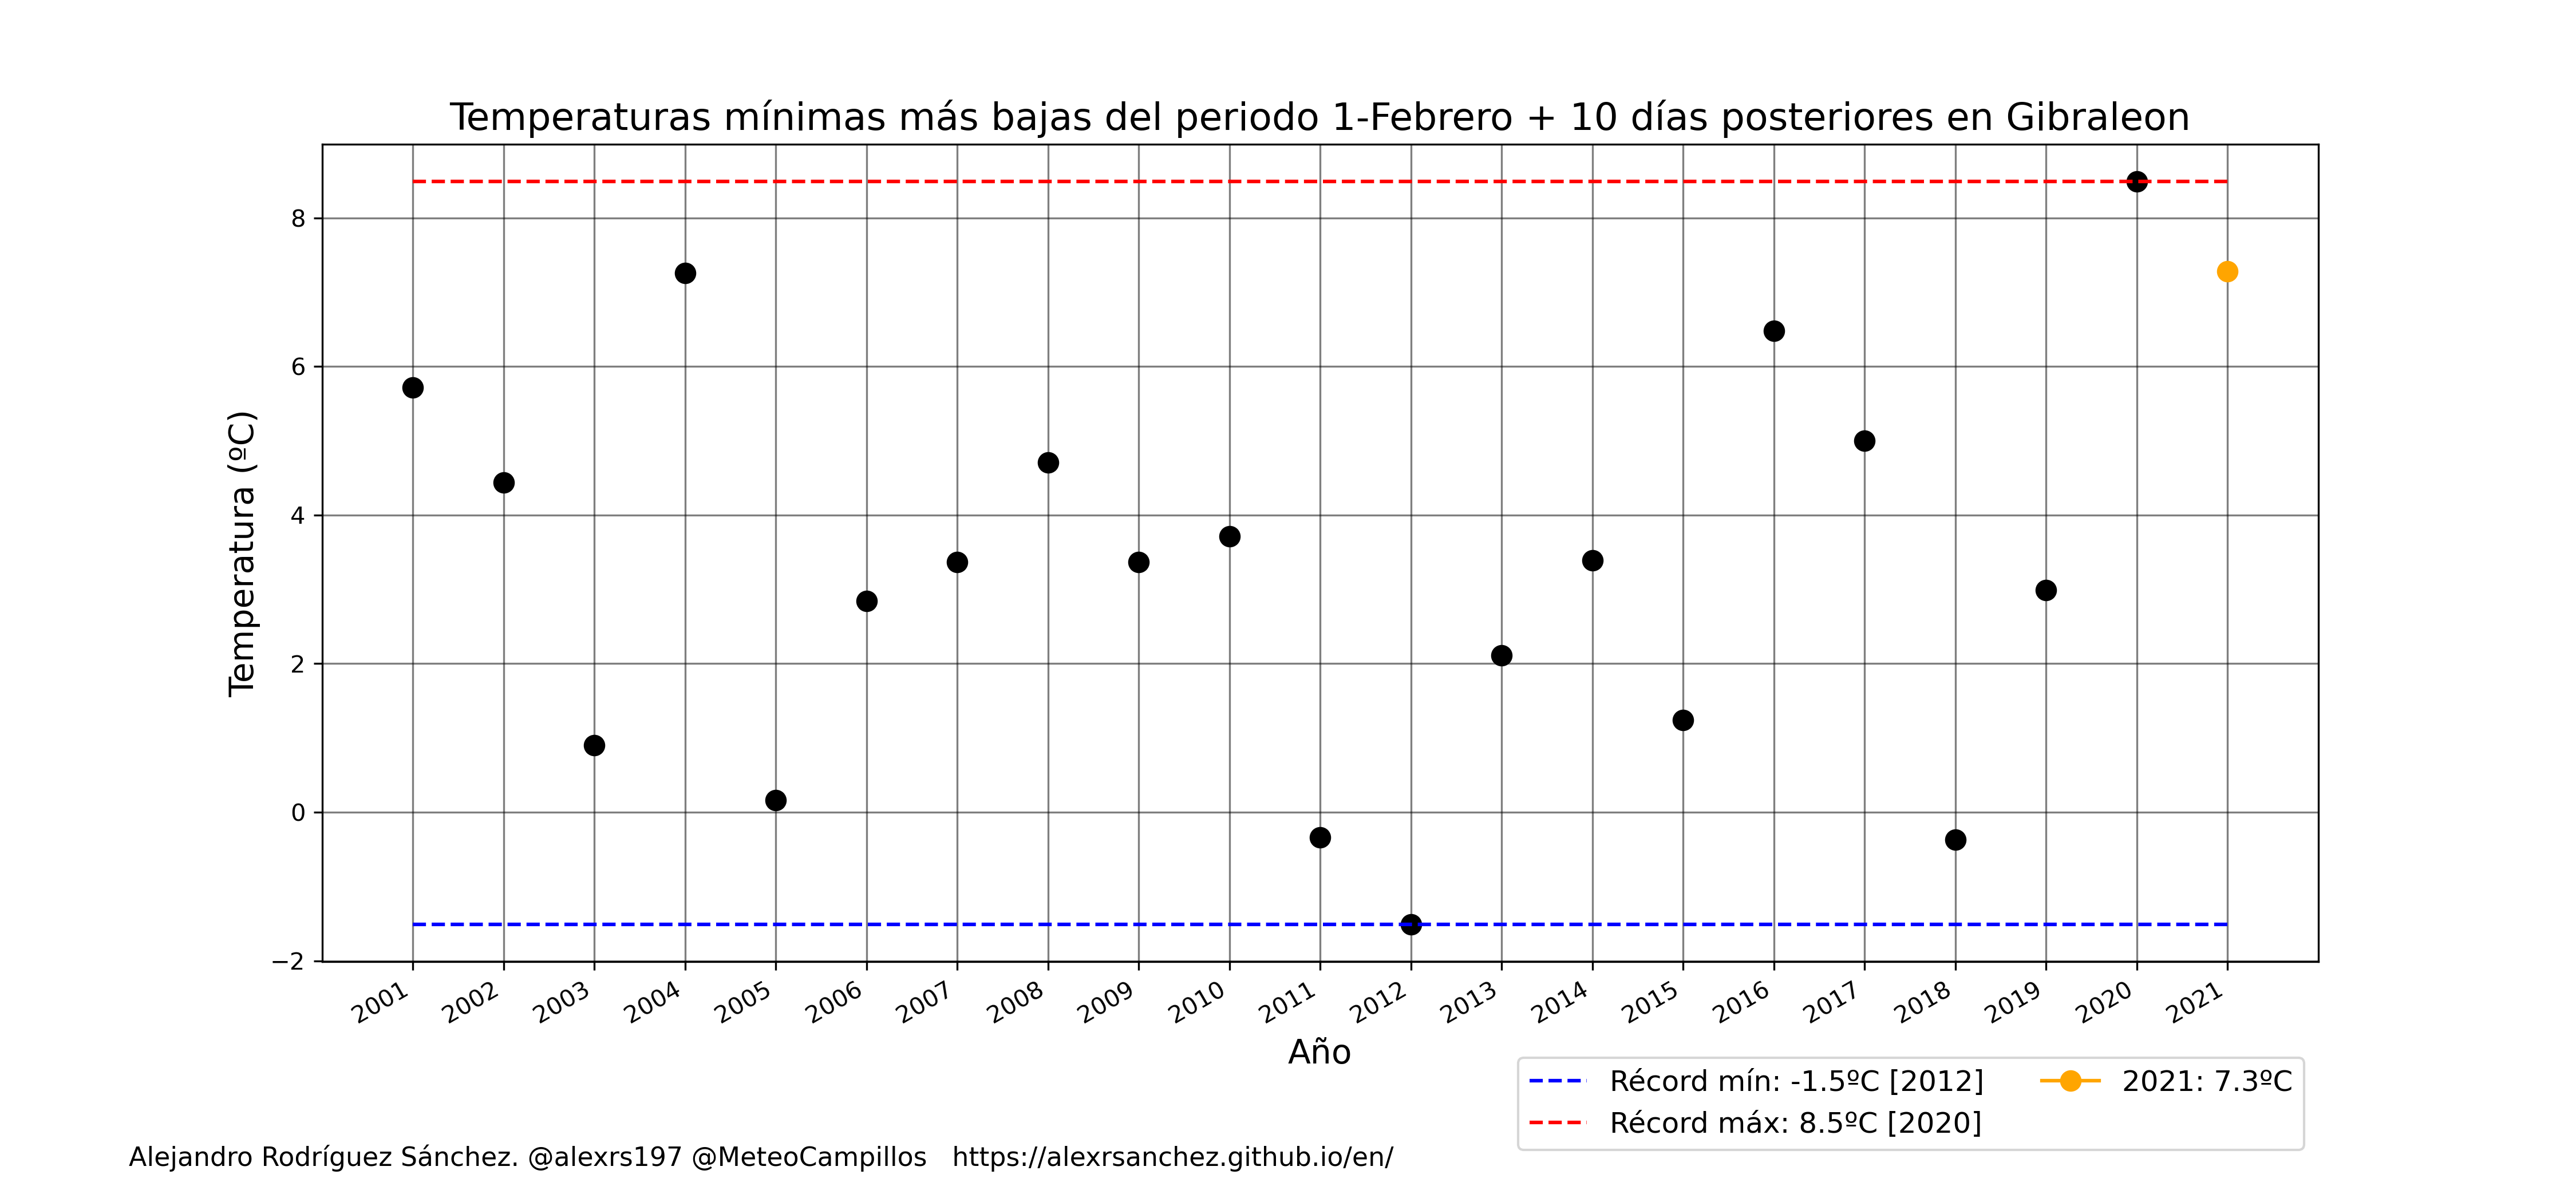 Temperaturas mínimas más bajas del periodo 1-Febrero + 10 días posteriores en Gibraleon
Temperatura (ºC)
8
6
4
2
0
−2
2001 2002 2003 2004 2005 2006 2007 2008 2009 2010 2011 2012 2013 2014 2015 2016 2017 2018 2019 2020 2021
Año
Récord mín: -1.5ºC [2012]
Récord máx: 8.5ºC [2020]
2021: 7.3ºC
Alejandro Rodríguez Sánchez. @alexrs197 @MeteoCampillos https://alexrsanchez.github.io/en/